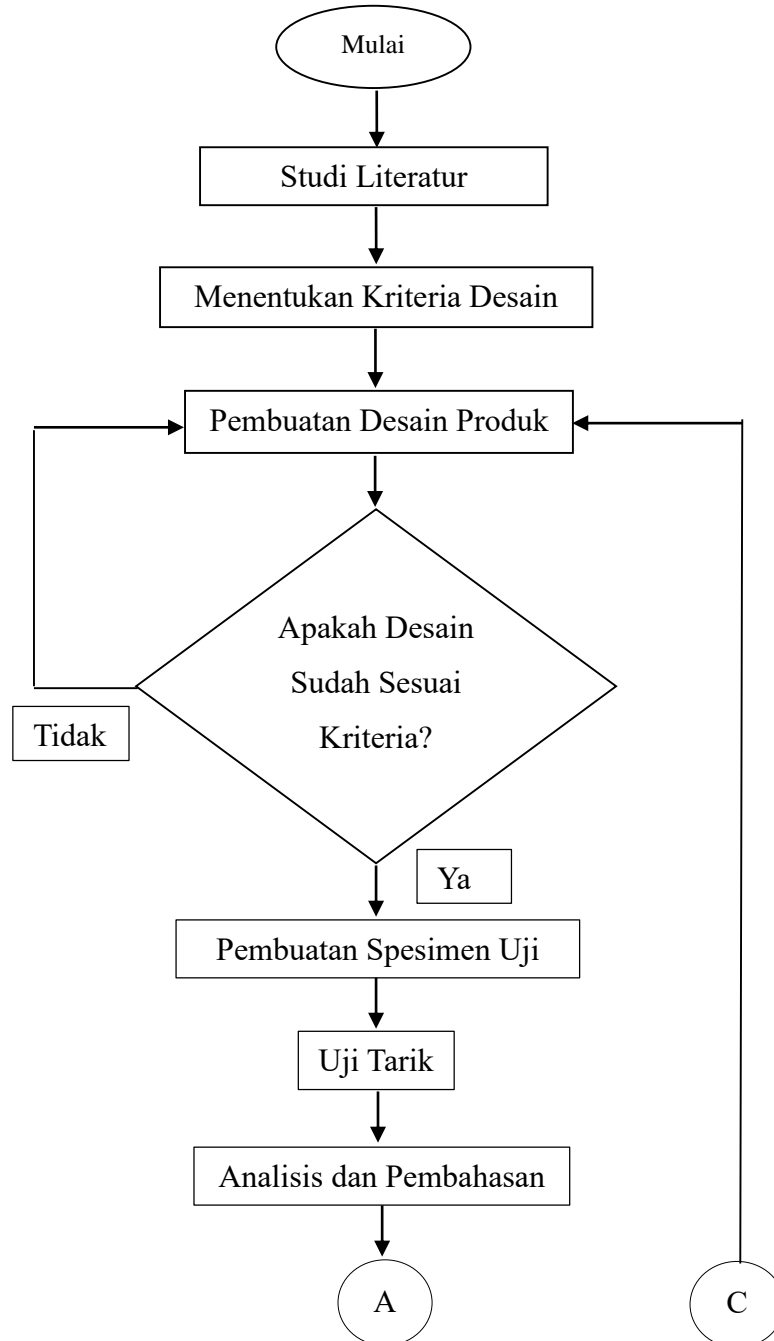 Mulai
Studi Literatur
Menentukan Kriteria Desain
Pembuatan Desain Produk
Apakah Desain
Sudah Sesuai
Kriteria?
Tidak
Ya
Pembuatan Spesimen Uji
Uji Tarik
Analisis dan Pembahasan
A
C